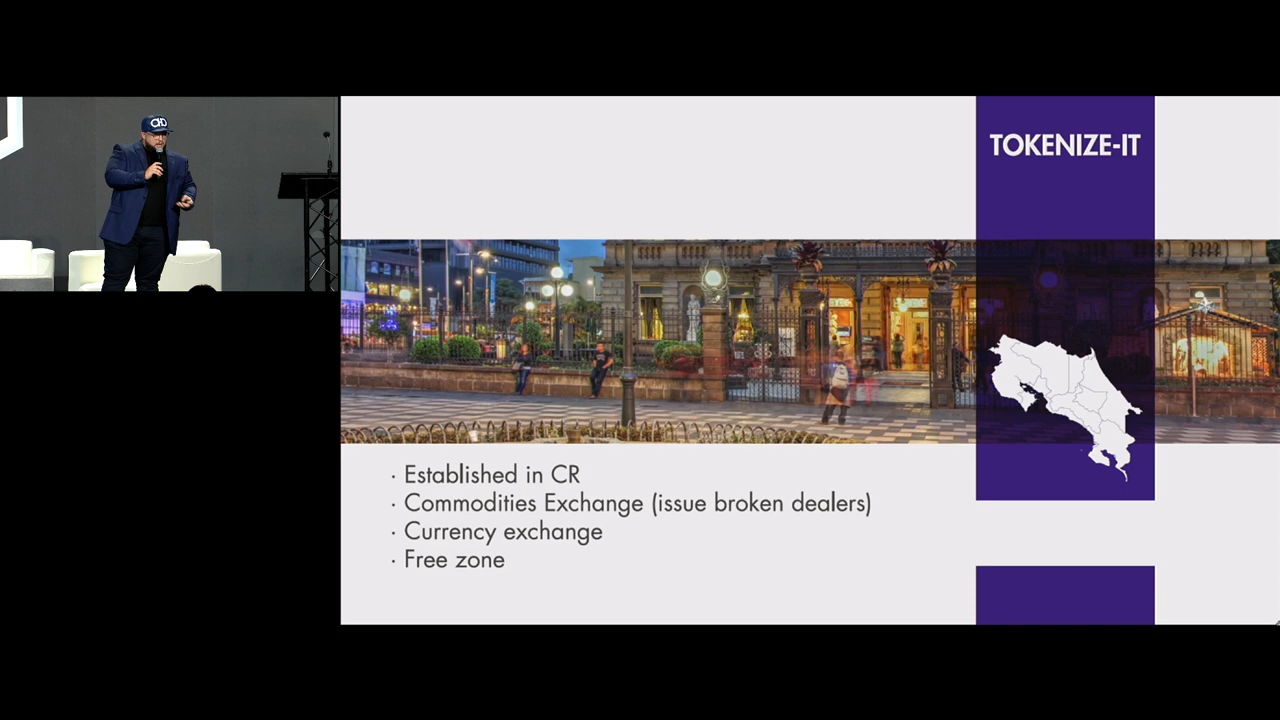 TOKENIZE-IT
· Established in CR
· Commodities Exchange (issue broken dealers)
· Currency exchange
· Free zone